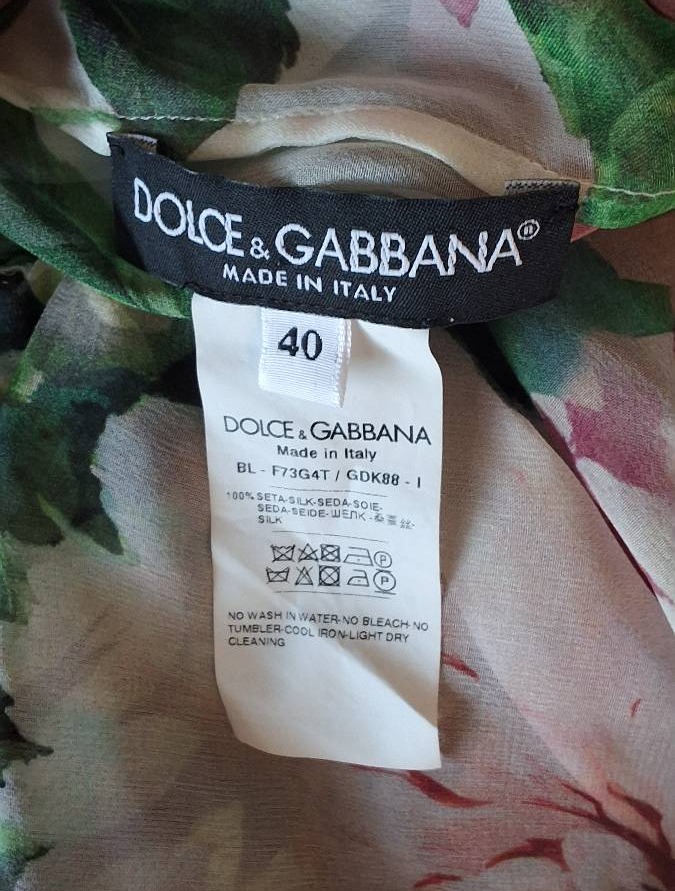 DOLCE & GABBANA®
MADE IN ITALY
40
DOLCE & GABBANA
Made in Italy
BL - F73G4T / GDK88 - I
100% SETA-SILK-SEDA-SOIE-
SEDA-SEIDE-ШЕЛК -
SILK
P
P
NO WASH IN WATER-NO BLEACH-NO
TUMBLER-COOL IRON-LIGHT DRY
CLEANING